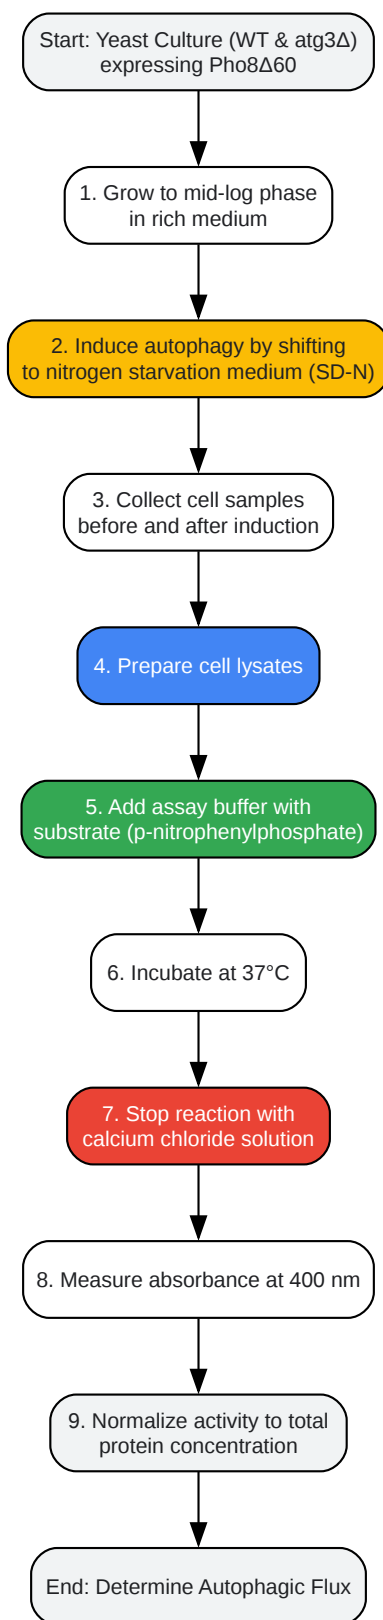 Start: Yeast Culture (WT & atg3Δ)
expressing Pho8Δ60
1. Grow to mid-log phase
in rich medium
2. Induce autophagy by shifting
to nitrogen starvation medium (SD-N)
3. Collect cell samples
before and after induction
4. Prepare cell lysates
5. Add assay buffer with
substrate (p-nitrophenylphosphate)
6. Incubate at 37°C
7. Stop reaction with
calcium chloride solution
8. Measure absorbance at 400 nm
9. Normalize activity to total
protein concentration
End: Determine Autophagic Flux